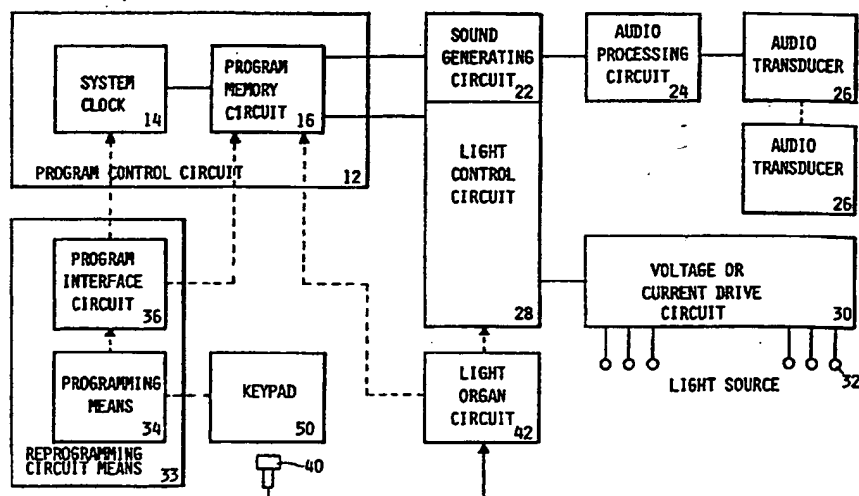 SYSTEM
CLOCK
14
PROGRAM
MEMORY
CIRCUIT
16
PROGRAM CONTROL CIRCUIT
12
SOUND
GENERATING
CIRCUIT
22
AUDIO
PROCESSING
CIRCUIT
24
AUDIO
TRANSDUCER
26
AUDIO
TRANSDUCER
26
LIGHT
CONTROL
CIRCUIT
28
VOLTAGE OR
CURRENT DRIVE
CIRCUIT
30
32
LIGHT SOURCE
PROGRAM
INTERFACE
CIRCUIT
36
PROGRAMMING
MEANS
34
REPROGRAMMING
CIRCUIT MEANS
33
KEYPAD
50
LIGHT
ORGAN
CIRCUIT
42
40